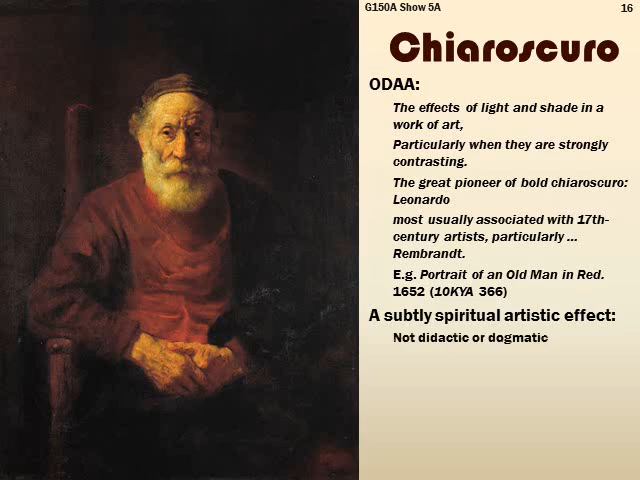 G150A Show 5A
16
Chiaroscuro
ODAA:
The effects of light and shade in a
work of art,
Particularly when they are strongly
contrasting.
The great pioneer of bold chiaroscuro:
Leonardo
most usually associated with 17th-
century artists, particularly ...
Rembrandt.
E.g. Portrait of an Old Man in Red.
1652 (10KYA 366)
A subtly spiritual artistic effect:
Not didactic or dogmatic